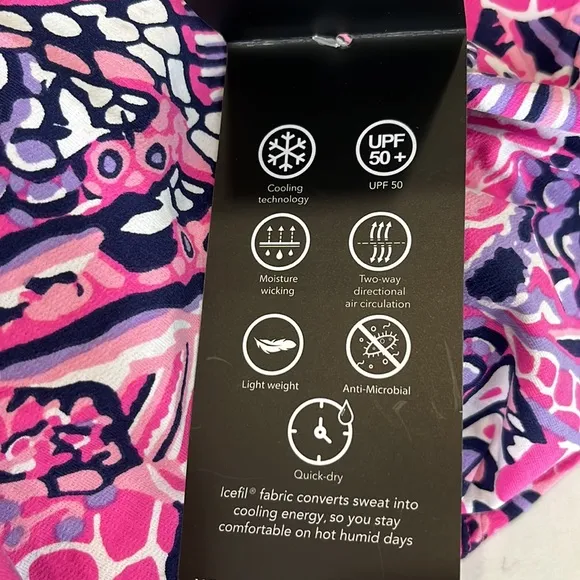 UPF
50+
Cooling
technology
UPF 50
Moisture
wicking
Two-way
directional
air circulation
Light weight
Anti-Microbial
Quick-dry
Icefil® fabric converts sweat into
cooling energy, so you stay
comfortable on hot humid days